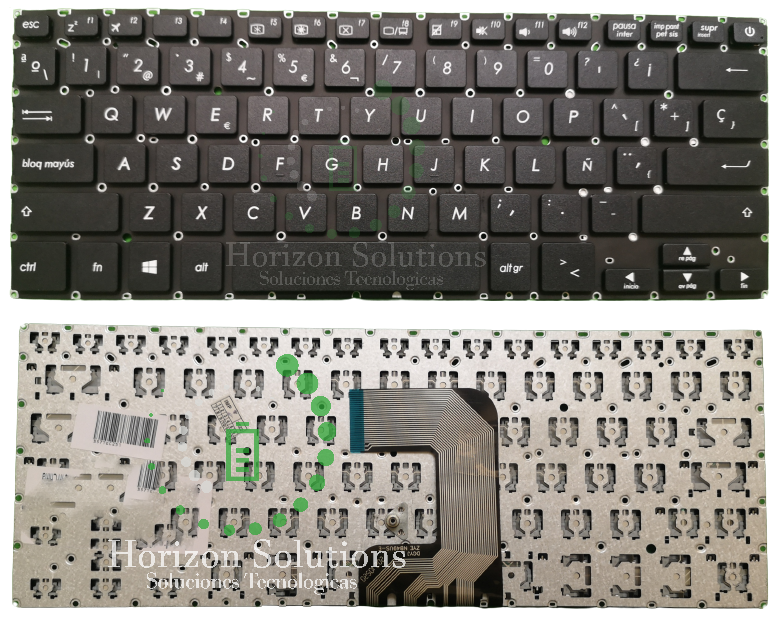 esc z z f1 f2 f3 f4 f5 f6 f7 f8 f9 f10 f11 f12 pausa inter imp pant pet sis supr insert
ª º \ ! 1 | " 2 @ · 3 # $ 4 ~ % 5 € & 6 ¬ / 7 ( 8 ) 9 = 0 ? ' ¡ ¿
Q W E € R T Y U I O P ^ ` [ * + ] Ç
bloq mayús A S D F G H J K L Ñ ¨ ´ {
Z X C V B N M ; , : . _ -
ctrl fn alt alt gr > < re pág
inicio av pág fin
Horizon Solutions
Soluciones Tecnologicas
Horizon Solutions
Soluciones Tecnologicas